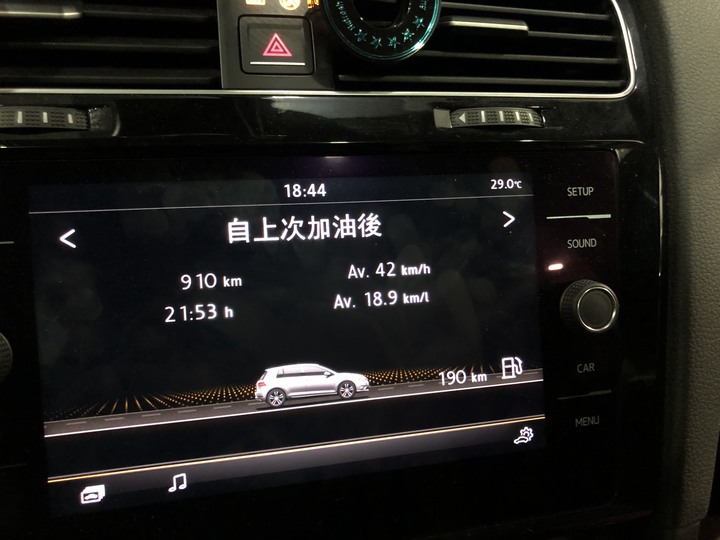 18:44
29.0℃
SETUP
自上次加油後
SOUND
910 km
Av. 42 km/h
21:53 h
Av. 18.9 km/l
190 km
CAR
MENU